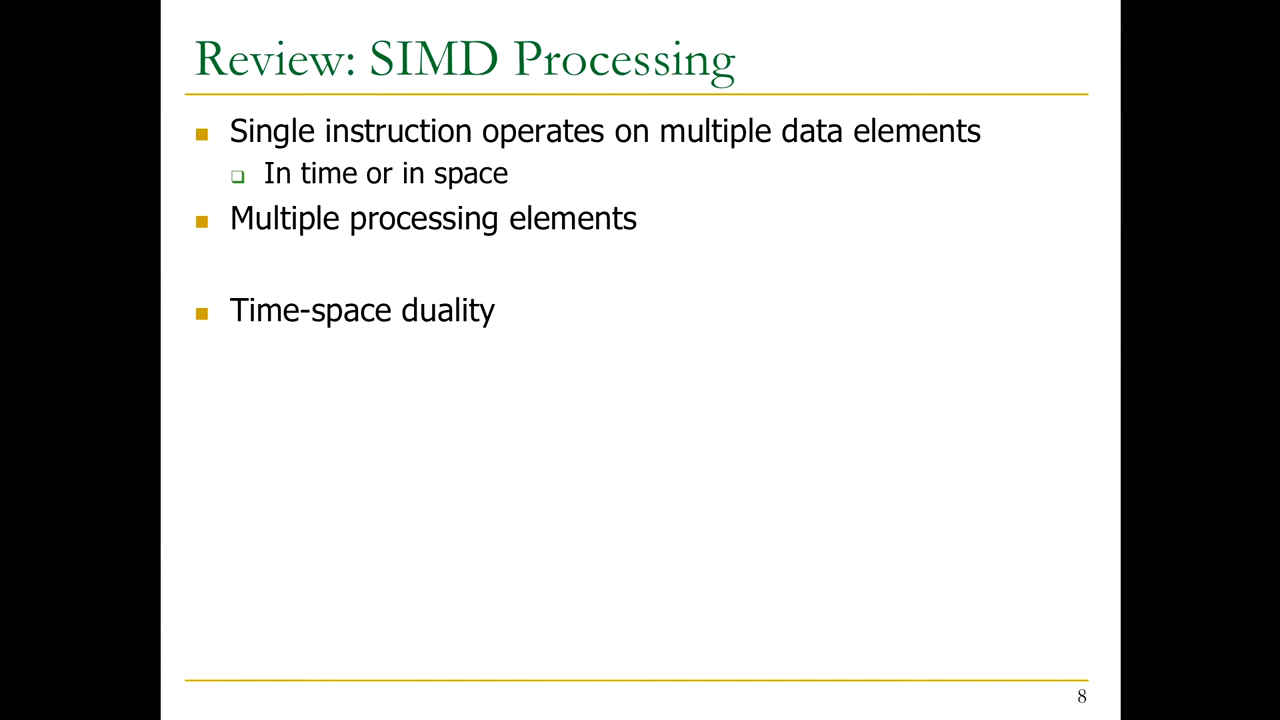 Review: SIMD Processing
Single instruction operates on multiple data elements
In time or in space
Multiple processing elements
Time-space duality
8